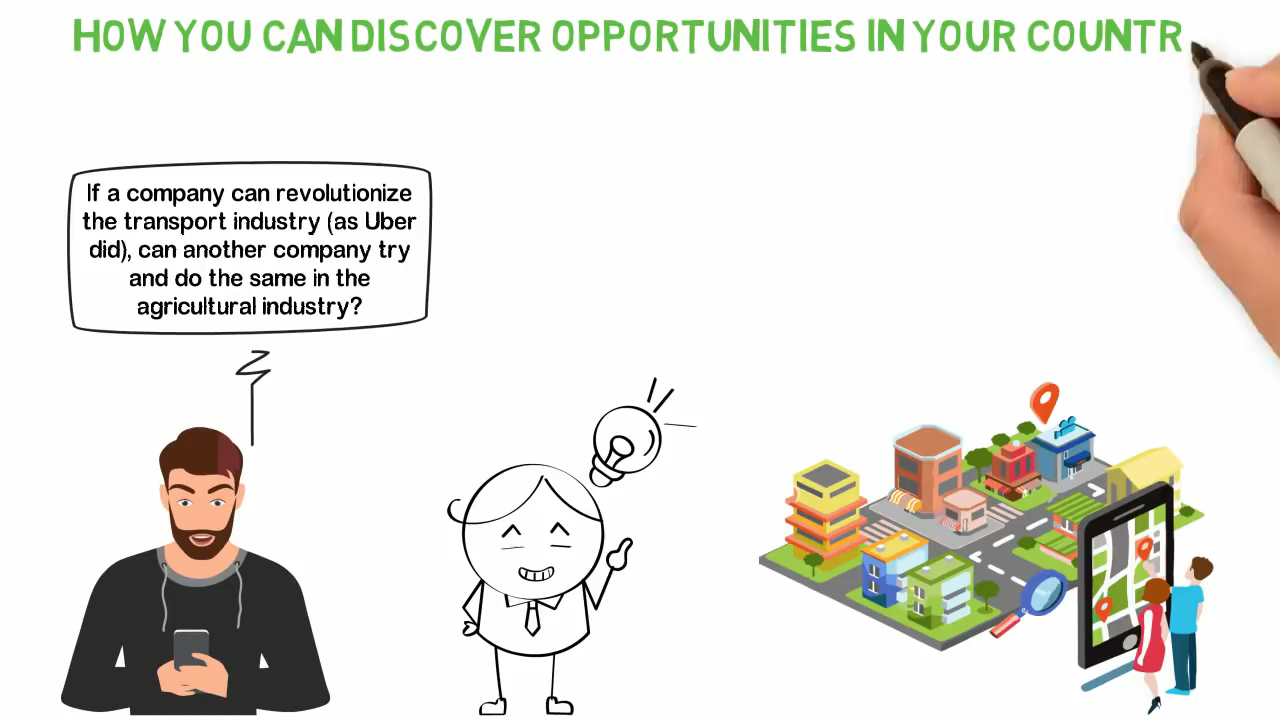 HOW YOU CAN DISCOVER OPPORTUNITIES IN YOUR COUNTR
If a company can revolutionize
the transport industry (as Uber
did), can another company try
and do the same in the
agricultural industry?